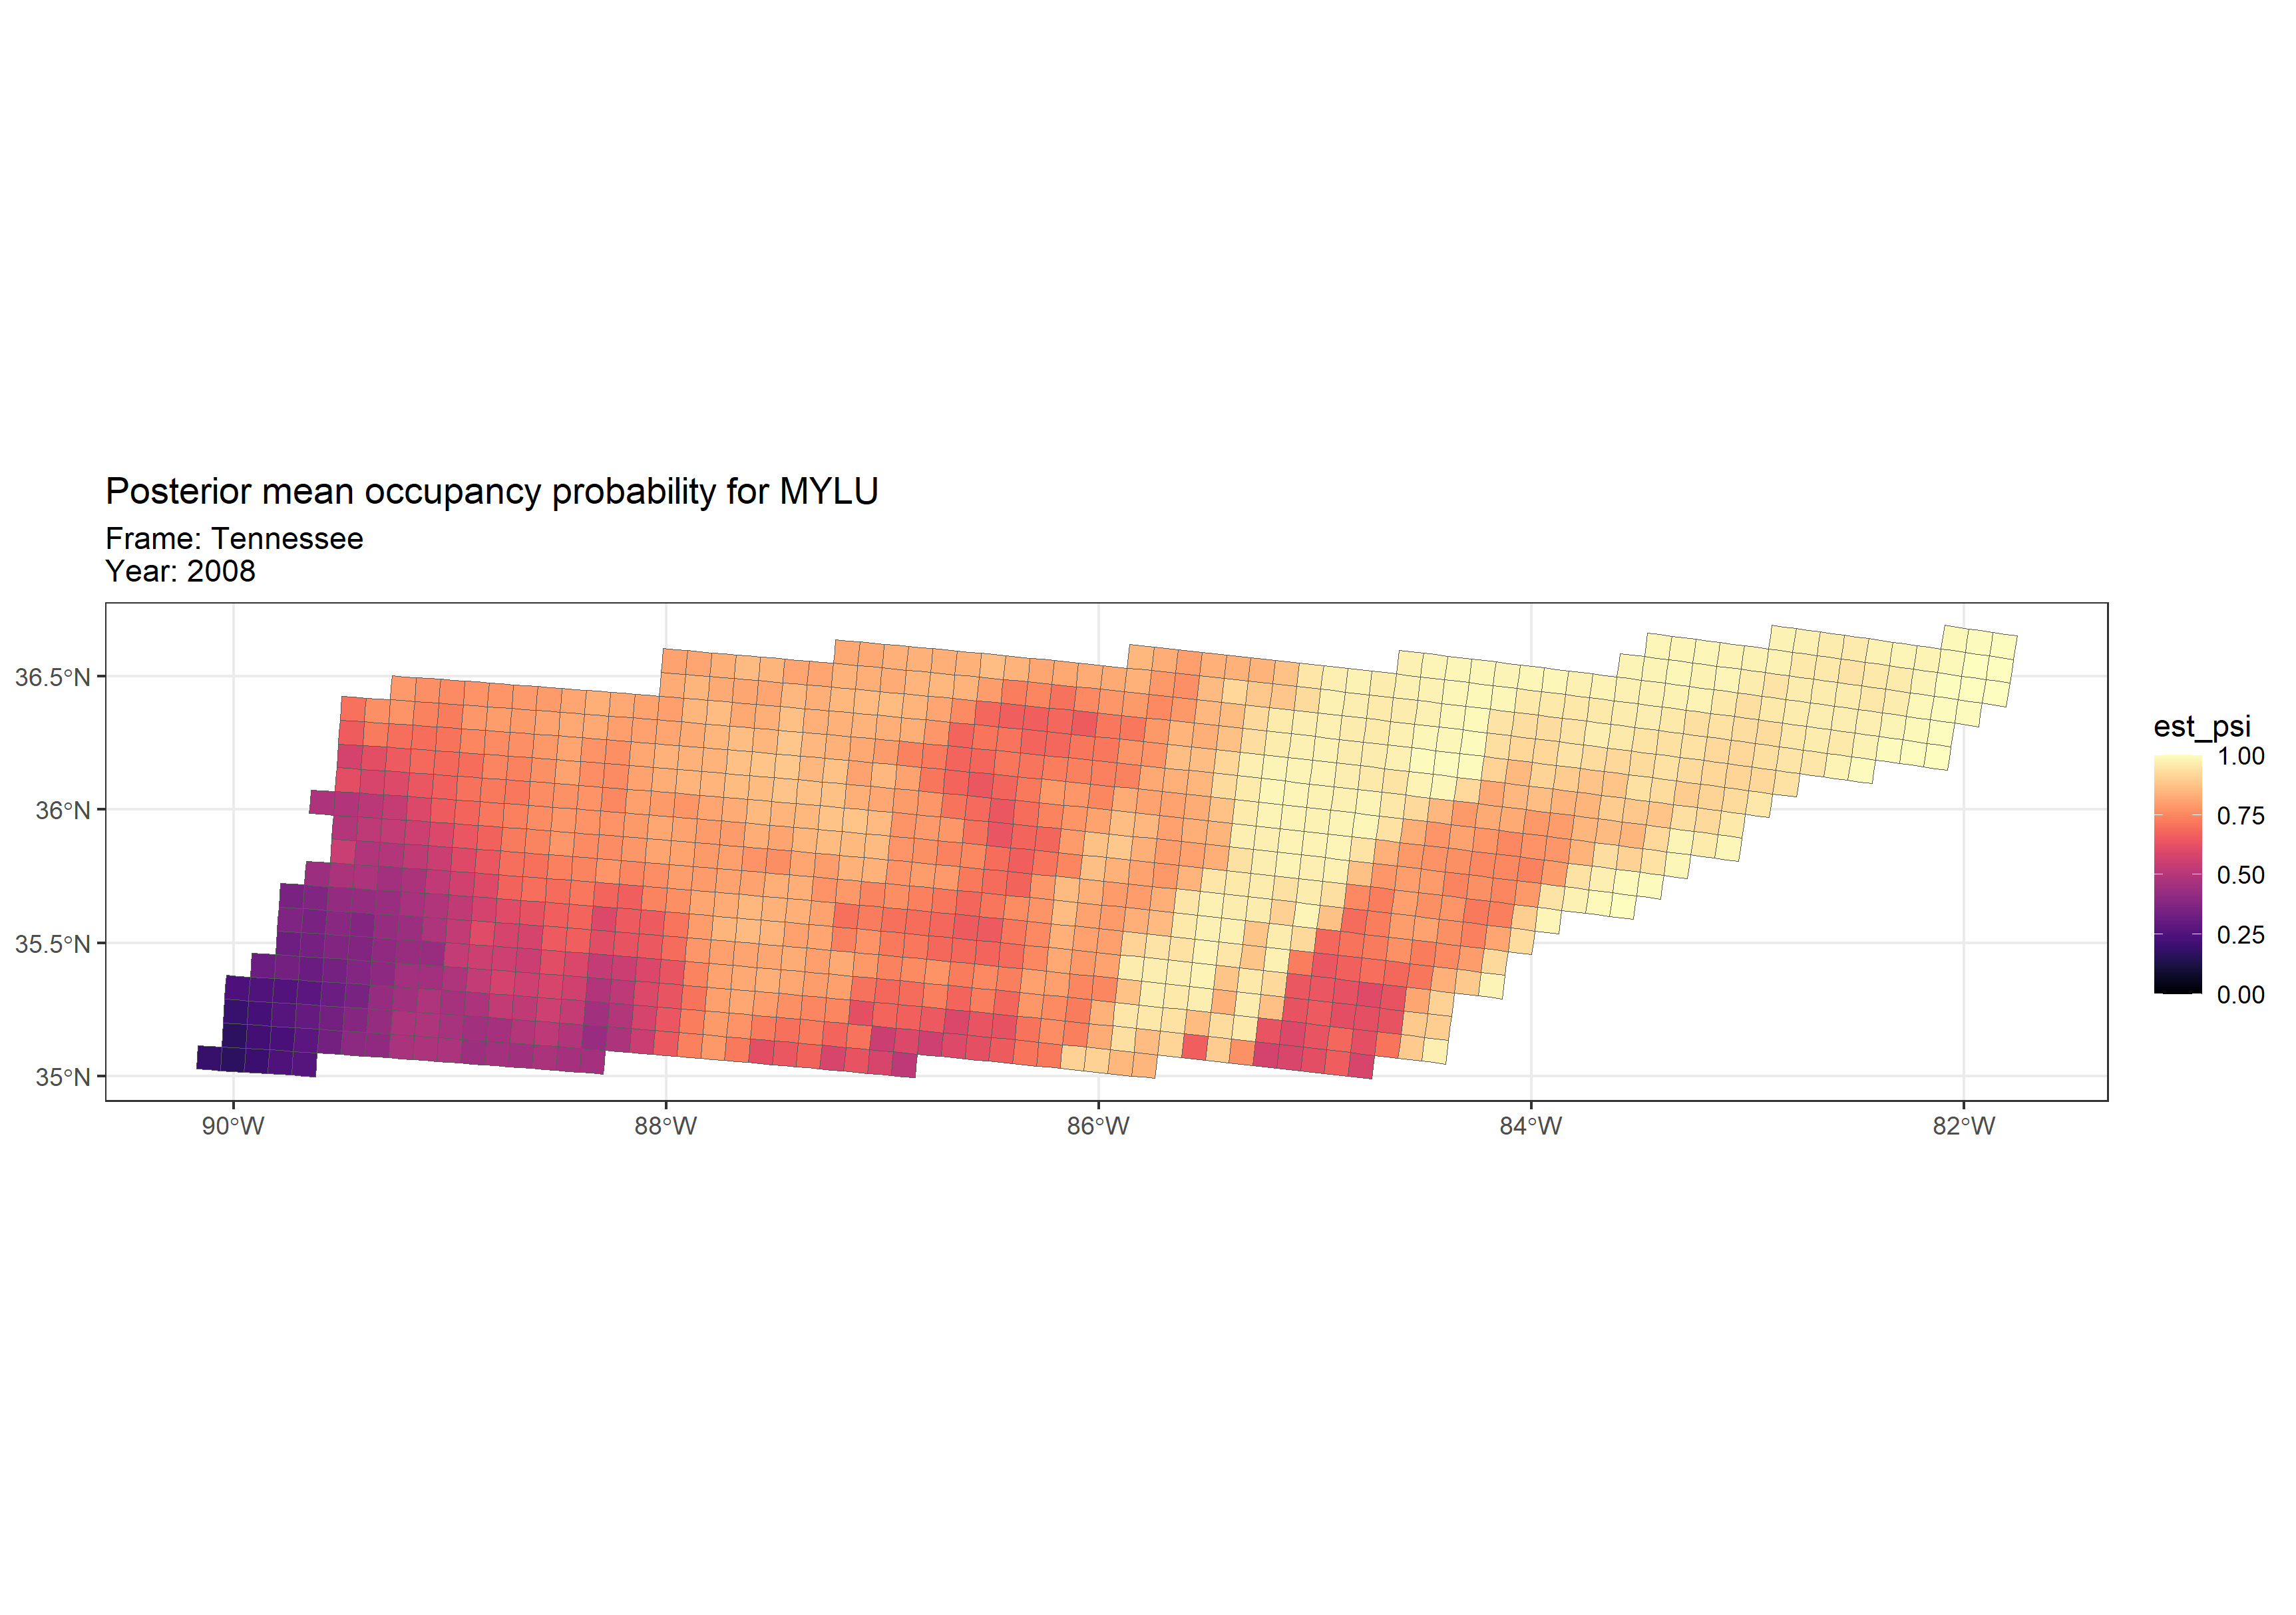 Posterior mean occupancy probability for MYLU
Frame: Tennessee
Year: 2008
36.5°N
36°N
35.5°N
35°N
90°W
88°W
86°W
84°W
82°W
est_psi
1.00
0.75
0.50
0.25
0.00